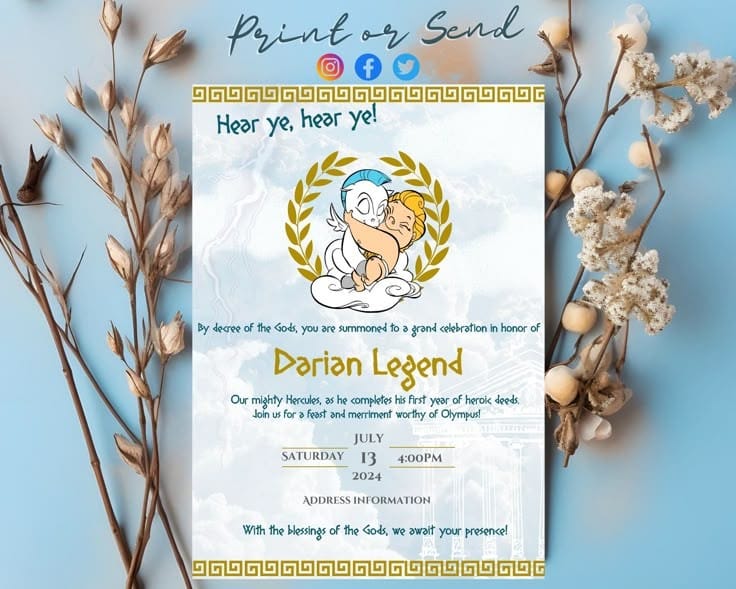 Print or Send
Hear ye, hear ye!
By decree of the Gods, you are summoned to a grand celebration in honor of
Darian Legend
Our mighty Hercules, as he completes his first year of heroic deeds.
Join us for a feast and merriment worthy of Olympus!
JULY
SATURDAY 13 4:00PM
2024
ADDRESS INFORMATION
With the blessings of the Gods, we await your presence!